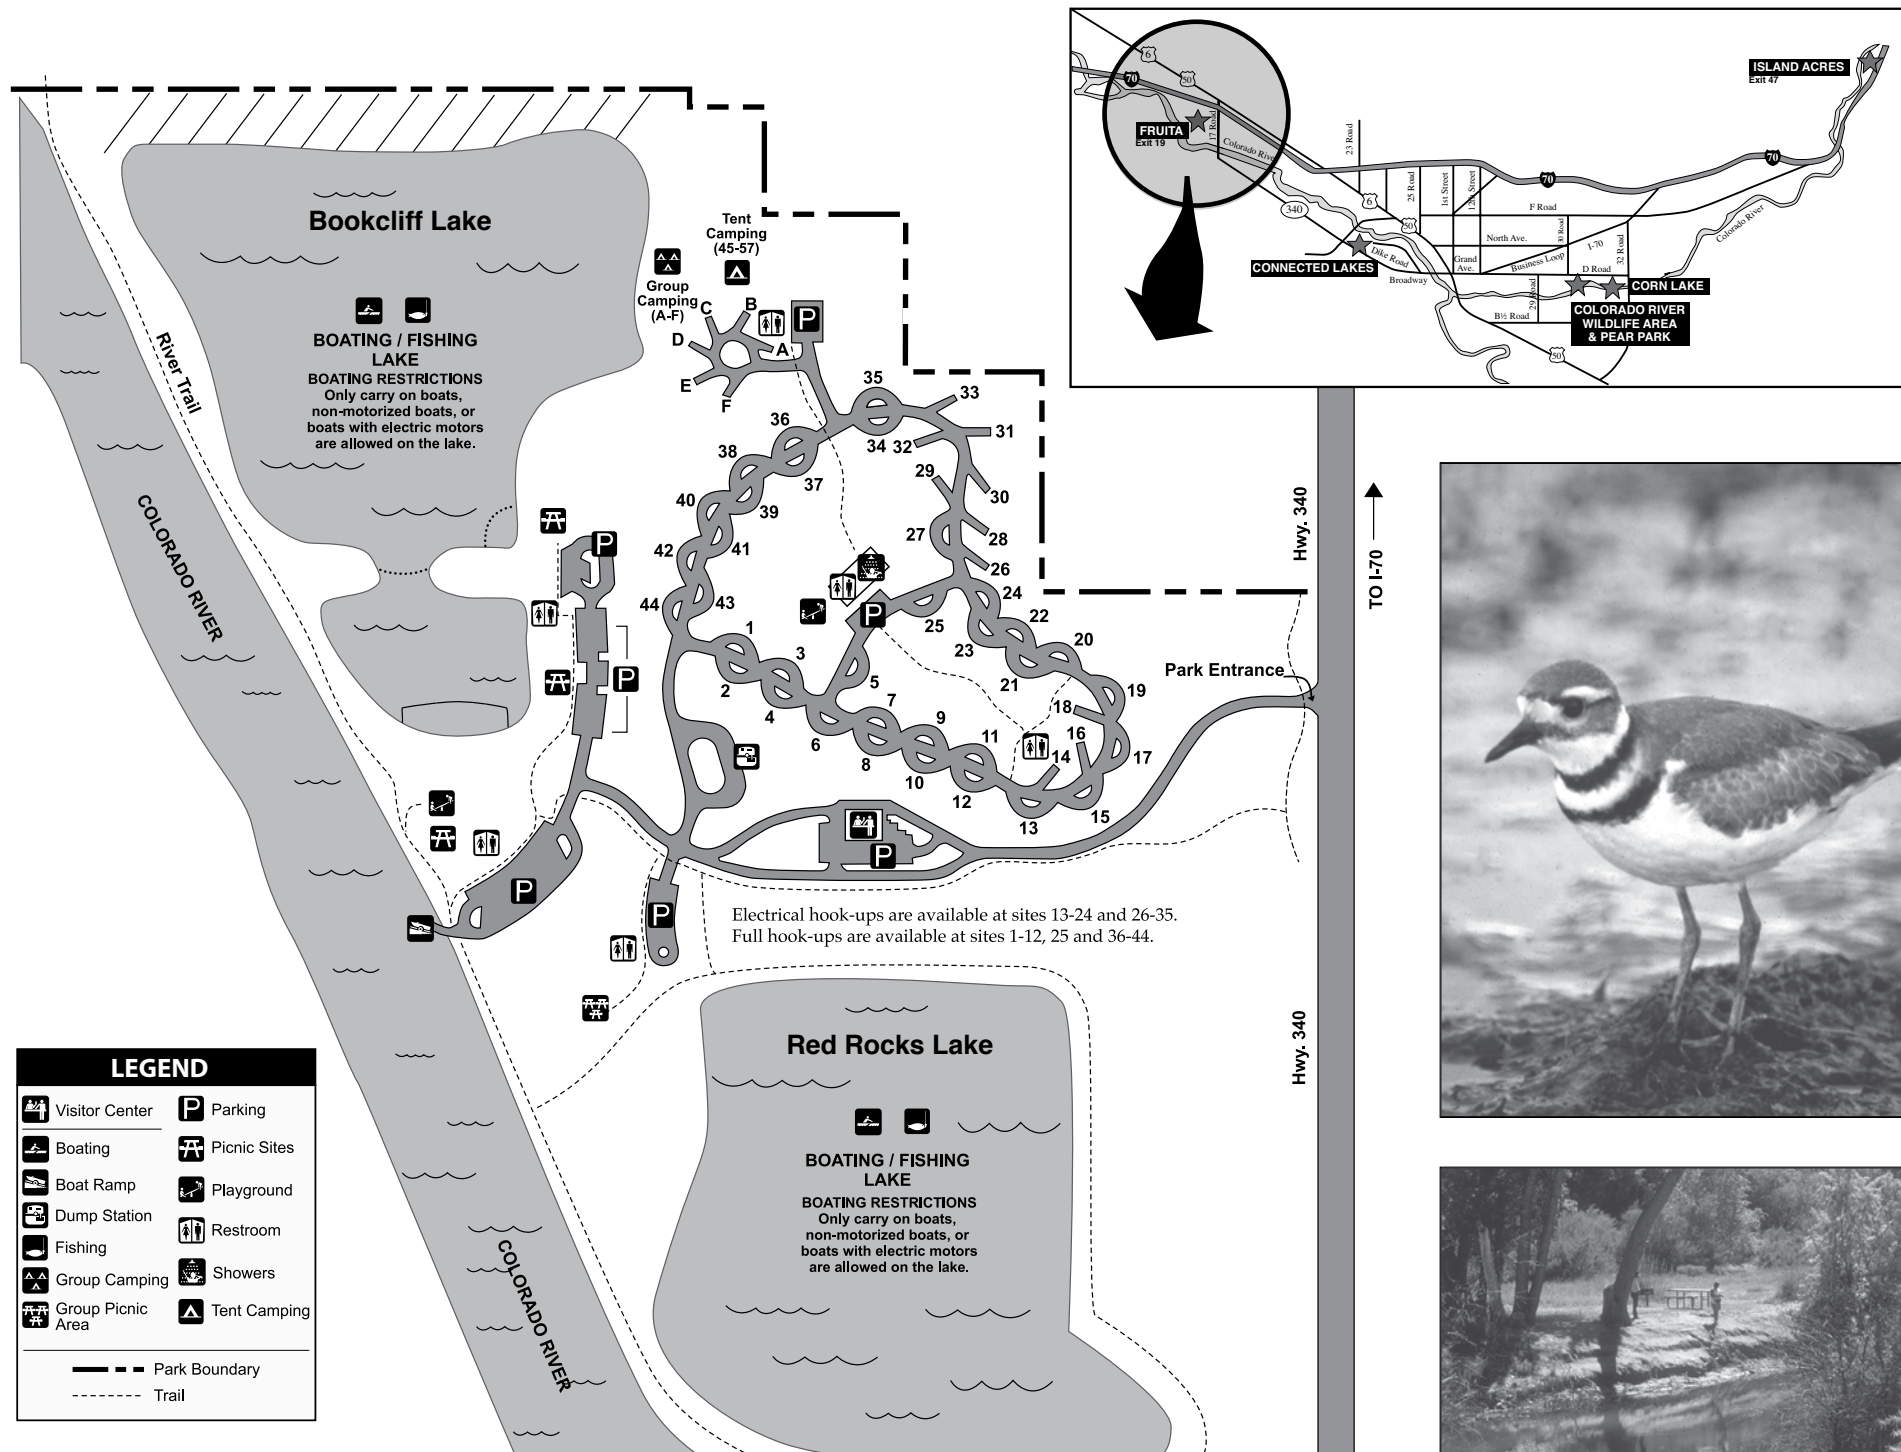 Bookcliff Lake
BOATING / FISHING
LAKE
BOATING RESTRICTIONS
Only carry on boats,
non-motorized boats, or
boats with electric motors
are allowed on the lake.
River Trail
COLORADO RIVER
Tent
Camping
(45-57)
Group
Camping
(A-F)
A
B
C
D
E
F
P
35
33
36
34
32
31
38
29
37
30
40
39
27
28
42
41
26
44
43
24
25
22
1
23
20
3
21
5
19
2
18
7
4
9
16
6
11
17
14
8
10
12
13
15
P
P
P
P
P
P
Park Entrance
Hwy. 340
TO I-70
Hwy. 340
Electrical hook-ups are available at sites 13-24 and 26-35.
Full hook-ups are available at sites 1-12, 25 and 36-44.
Red Rocks Lake
BOATING / FISHING
LAKE
BOATING RESTRICTIONS
Only carry on boats,
non-motorized boats, or
boats with electric motors
are allowed on the lake.
COLORADO RIVER
LEGEND
Visitor Center
P Parking
Boating
Picnic Sites
Boat Ramp
Playground
Dump Station
Restroom
Fishing
Showers
Group Camping
Tent Camping
Group Picnic
Area
Park Boundary
Trail
6
50
70
FRUITA
Exit 19
17 Road
Colorado River
340
23 Road
6
50
25 Road
1st Street
12th Street
70
70
ISLAND ACRES
Exit 47
F Road
North Ave.
30 Road
I-70
Business Loop
32 Road
Grand
Ave.
D Road
Colorado River
CONNECTED LAKES
Dike Road
Broadway
29 Road
B½ Road
50
CORN LAKE
COLORADO RIVER
WILDLIFE AREA
& PEAR PARK